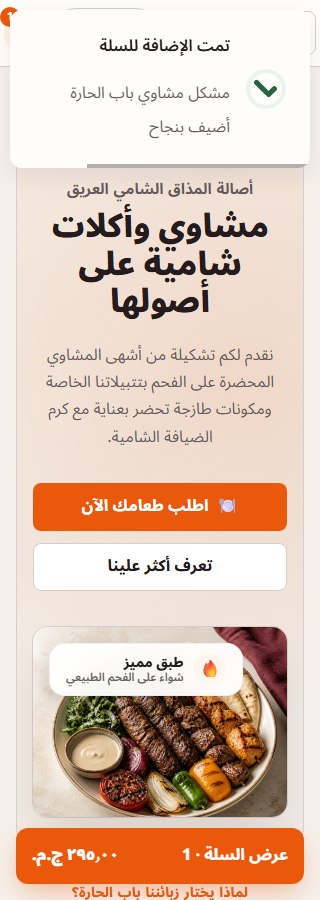 1
تمت الإضافة للسلة
مشكل مشاوي باب الحارة
أضيف بنجاح
أصالة المذاق الشامي العريق
مشاوي وأكلات
شامية على
أصولها
نقدم لكم تشكيلة من أشهى المشاوي
المحضرة على الفحم بتتبيلاتنا الخاصة
ومكونات طازجة تحضر بعناية مع كرم
الضيافة الشامية.
اطلب طعامك الآن
تعرف أكثر علينا
طبق مميز
شواء على الفحم الطبيعي
عرض السلة · 1
٢٩٥,٠٠ ج.م.
لماذا يختار زبائننا باب الحارة؟